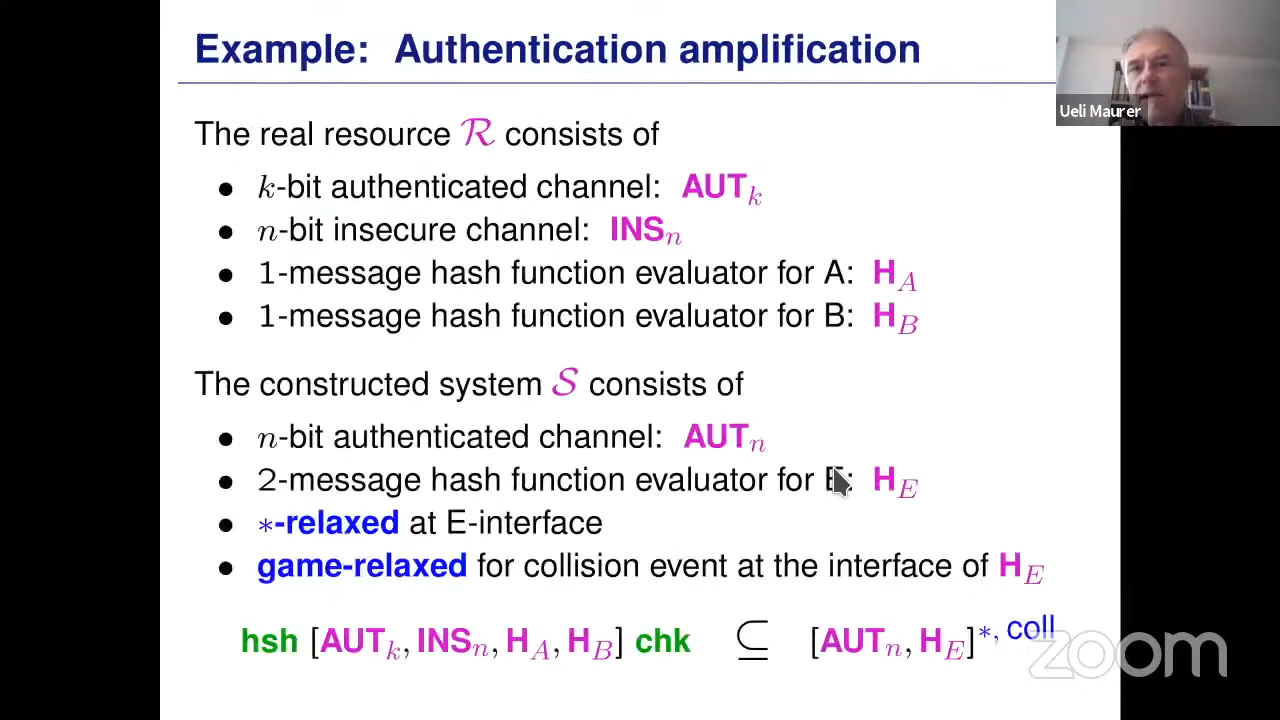 Example: Authentication amplification
Ueli Maurer
The real resource ℛ consists of
• k-bit authenticated channel: AUT_k
• n-bit insecure channel: INS_n
• 1-message hash function evaluator for A: H_A
• 1-message hash function evaluator for B: H_B
The constructed system 𝒮 consists of
• n-bit authenticated channel: AUT_n
• 2-message hash function evaluator for E: H_E
• ∗-relaxed at E-interface
• game-relaxed for collision event at the interface of H_E
hsh [AUT_k, INS_n, H_A, H_B] chk ⊆ [AUT_n, H_E]^{∗, coll}
zoom